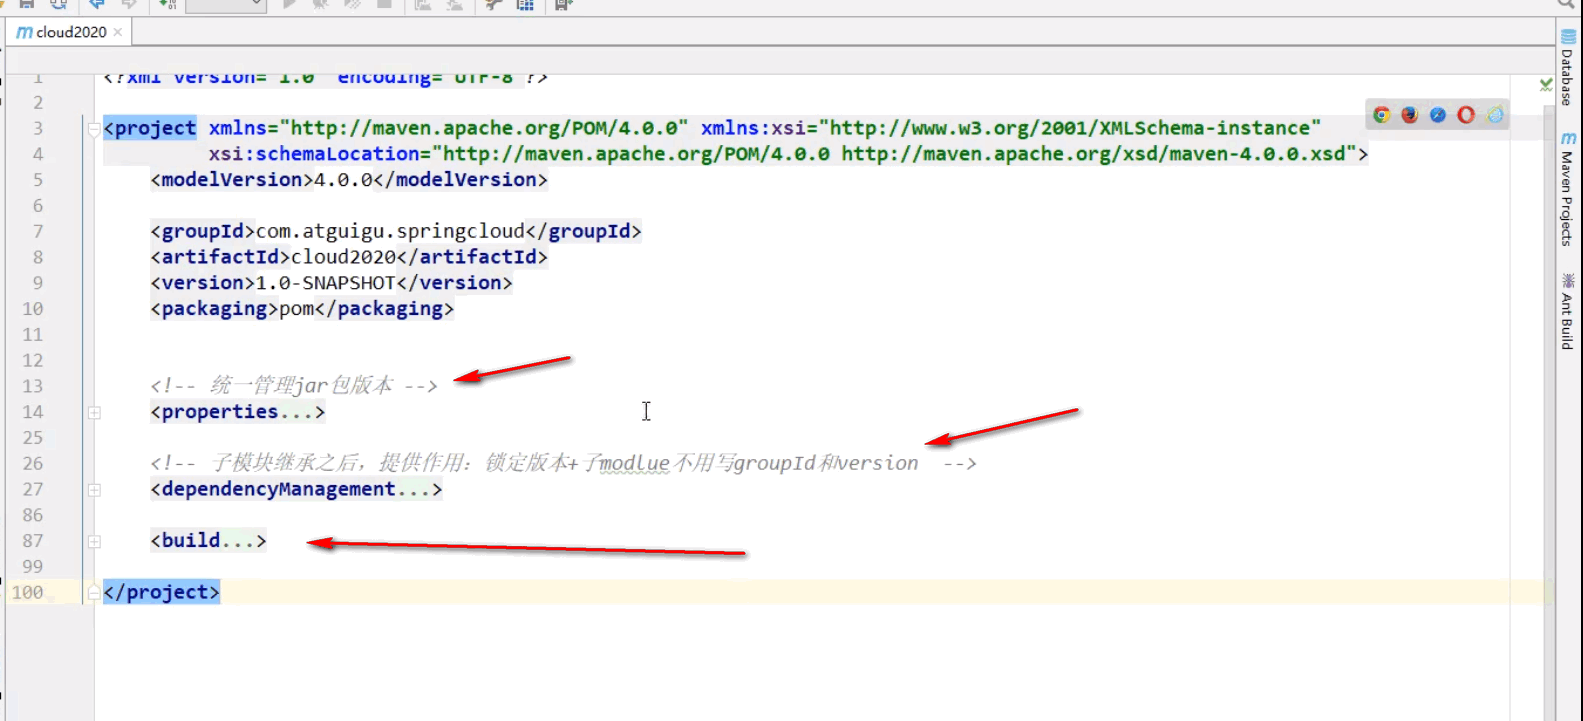 cloud2020
1 <?xml version="1.0" encoding="UTF-8"?>
2
3 <project xmlns="http://maven.apache.org/POM/4.0.0" xmlns:xsi="http://www.w3.org/2001/XMLSchema-instance"
4 xsi:schemaLocation="http://maven.apache.org/POM/4.0.0 http://maven.apache.org/xsd/maven-4.0.0.xsd">
5 <modelVersion>4.0.0</modelVersion>
6
7 <groupId>com.atguigu.springcloud</groupId>
8 <artifactId>cloud2020</artifactId>
9 <version>1.0-SNAPSHOT</version>
10 <packaging>pom</packaging>
11
12
13 <!-- 统一管理jar包版本 -->
14 <properties...>
25
26 <!-- 子模块继承之后，提供作用：锁定版本+子modlue不用写groupId和version -->
27 <dependencyManagement...>
86
87 <build...>
99
100 </project>
Database
Maven Projects
Ant Build